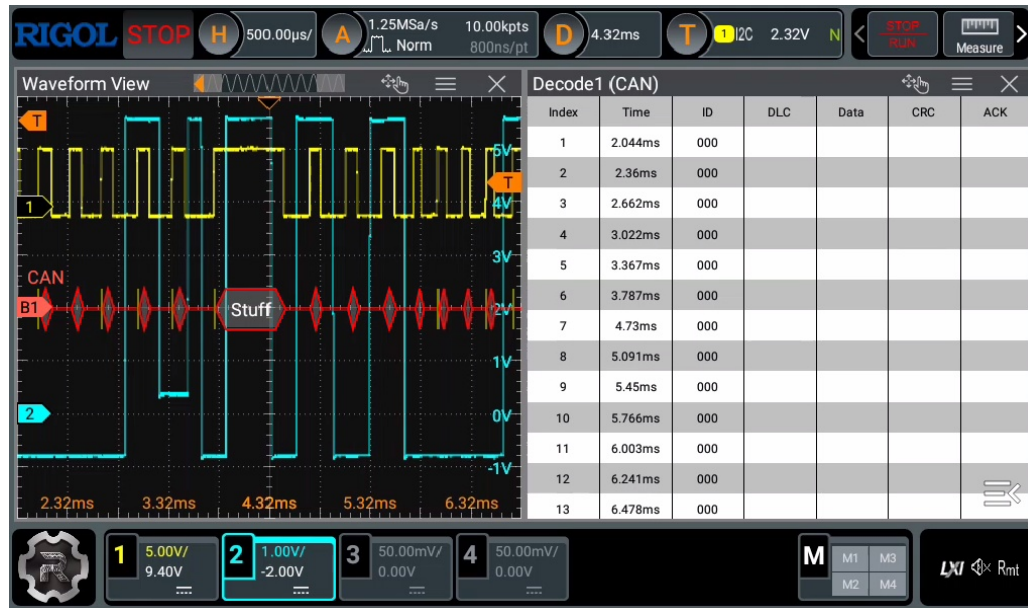 RIGOL STOP H 500.00µs/ A 1.25MSa/s 10.00kpts D 4.32ms T 1 I2C 2.32V N STOP Measure
Norm 800ns/pt RUN
Waveform View
Decode1 (CAN)
Index Time ID DLC Data CRC ACK
1 2.044ms 000
2 2.36ms 000
3 2.662ms 000
4 3.022ms 000
5 3.367ms 000
6 3.787ms 000
7 4.73ms 000
8 5.091ms 000
9 5.45ms 000
10 5.766ms 000
11 6.003ms 000
12 6.241ms 000
13 6.478ms 000
T
5V
T
1
4V
3V
CAN
B1
Stuff
2V
1V
2
0V
-1V
2.32ms 3.32ms 4.32ms 5.32ms 6.32ms
R
1 5.00V/ 2 1.00V/ 3 50.00mV/ 4 50.00mV/ M M1 M3
9.40V -2.00V 0.00V 0.00V M2 M4
LXI Rmt